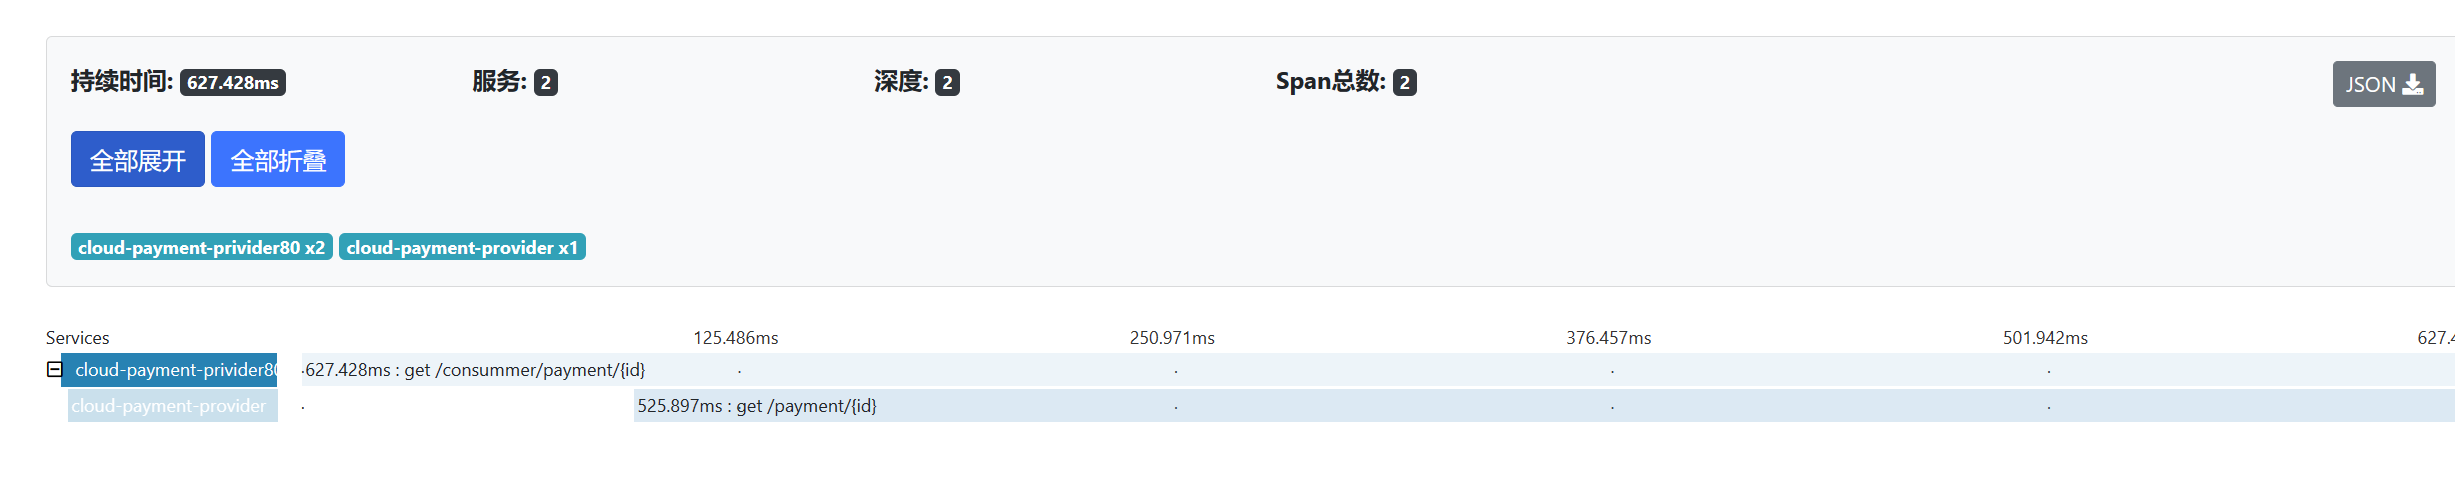 持续时间: 627.428ms 服务: 2 深度: 2 Span总数: 2 JSON
全部展开 全部折叠
cloud-payment-privider80 x2 cloud-payment-provider x1
Services 125.486ms 250.971ms 376.457ms 501.942ms 627.4
cloud-payment-privider80 627.428ms : get /consummer/payment/{id}
cloud-payment-provider 525.897ms : get /payment/{id}